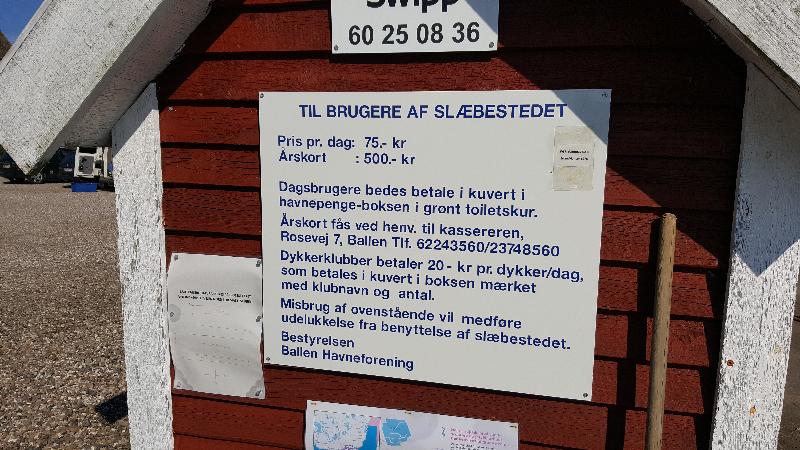 Swipp
60 25 08 36
TIL BRUGERE AF SLÆBESTEDET
Pris pr. dag: 75.- kr
Årskort : 500.- kr
Dagsbrugere bedes betale i kuvert i
havnepenge-boksen i grønt toiletskur.
Årskort fås ved henv. til kassereren,
Rosevej 7, Ballen Tlf. 62243560/23748560
Dykkerklubber betaler 20- kr pr. dykker/dag,
som betales i kuvert i boksen mærket
med klubnavn og antal.
Misbrug af ovenstående vil medføre
udelukkelse fra benyttelse af slæbestedet.
Bestyrelsen
Ballen Havneforening